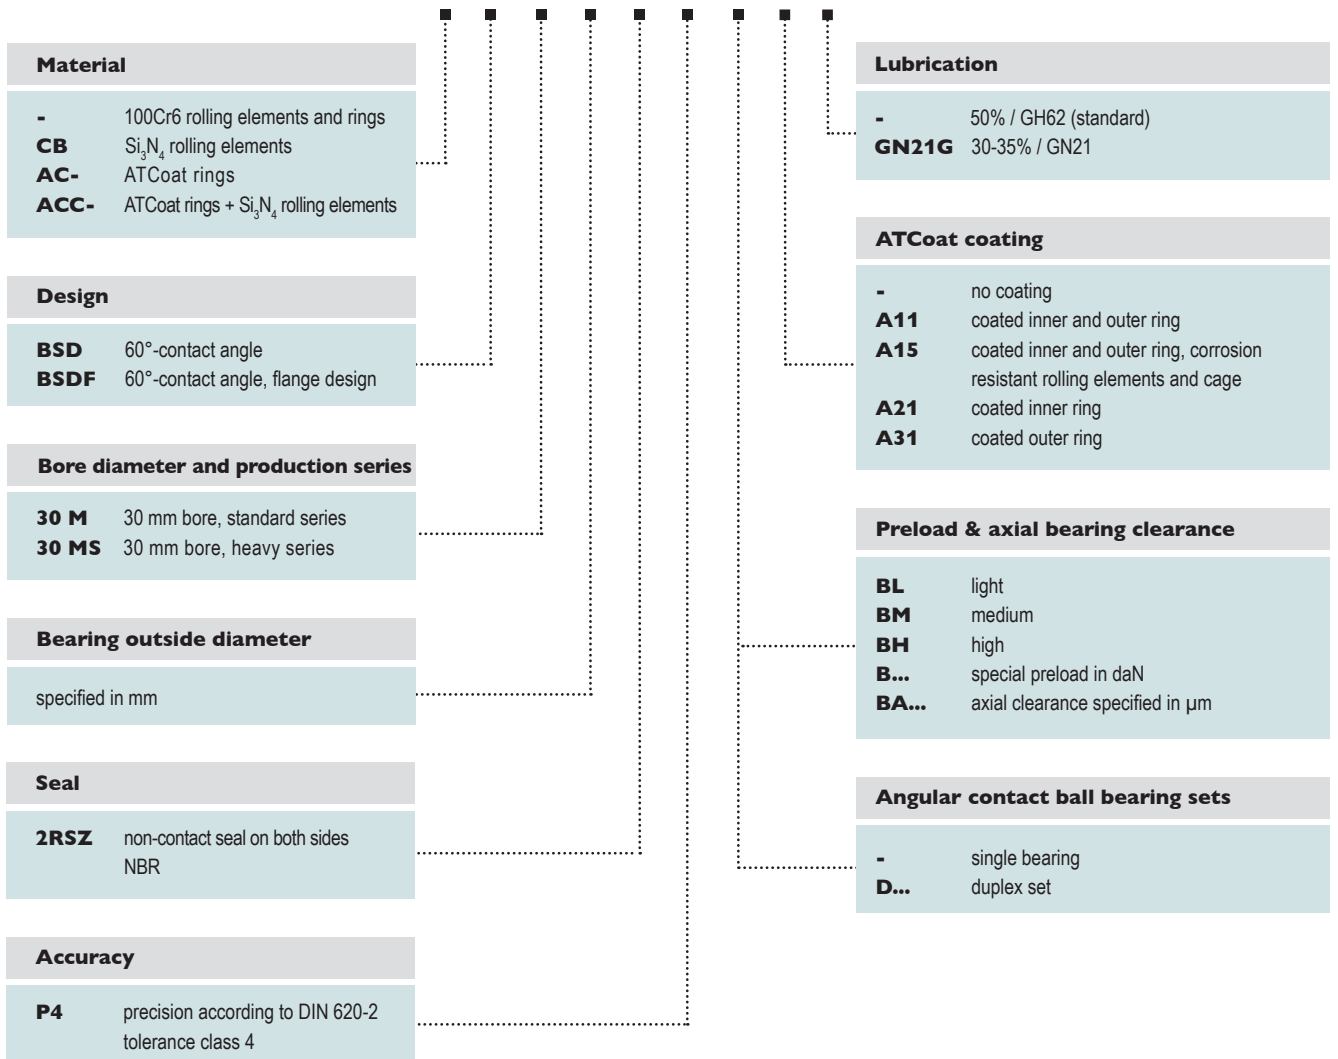 Material
- 100Cr6 rolling elements and rings
CB Si3N4 rolling elements
AC- ATCoat rings
ACC- ATCoat rings + Si3N4 rolling elements
Design
BSD 60°-contact angle
BSDF 60°-contact angle, flange design
Bore diameter and production series
30 M 30 mm bore, standard series
30 MS 30 mm bore, heavy series
Bearing outside diameter
specified in mm
Seal
2RSZ non-contact seal on both sides
NBR
Accuracy
P4 precision according to DIN 620-2
tolerance class 4
Lubrication
- 50% / GH62 (standard)
GN21G 30-35% / GN21
ATCoat coating
- no coating
A11 coated inner and outer ring
A15 coated inner and outer ring, corrosion
resistant rolling elements and cage
A21 coated inner ring
A31 coated outer ring
Preload & axial bearing clearance
BL light
BM medium
BH high
B... special preload in daN
BA... axial clearance specified in µm
Angular contact ball bearing sets
- single bearing
D... duplex set